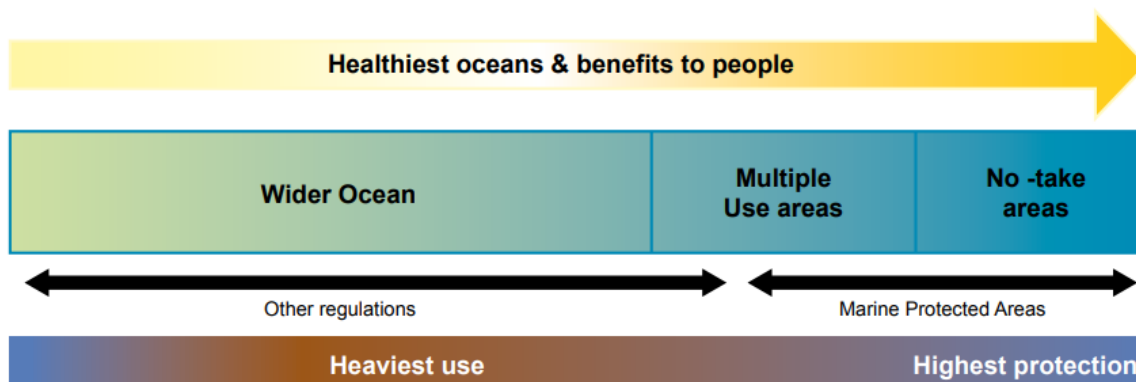 Healthiest oceans & benefits to people
Wider Ocean
Multiple
Use areas
No -take
areas
Other regulations
Marine Protected Areas
Heaviest use
Highest protection